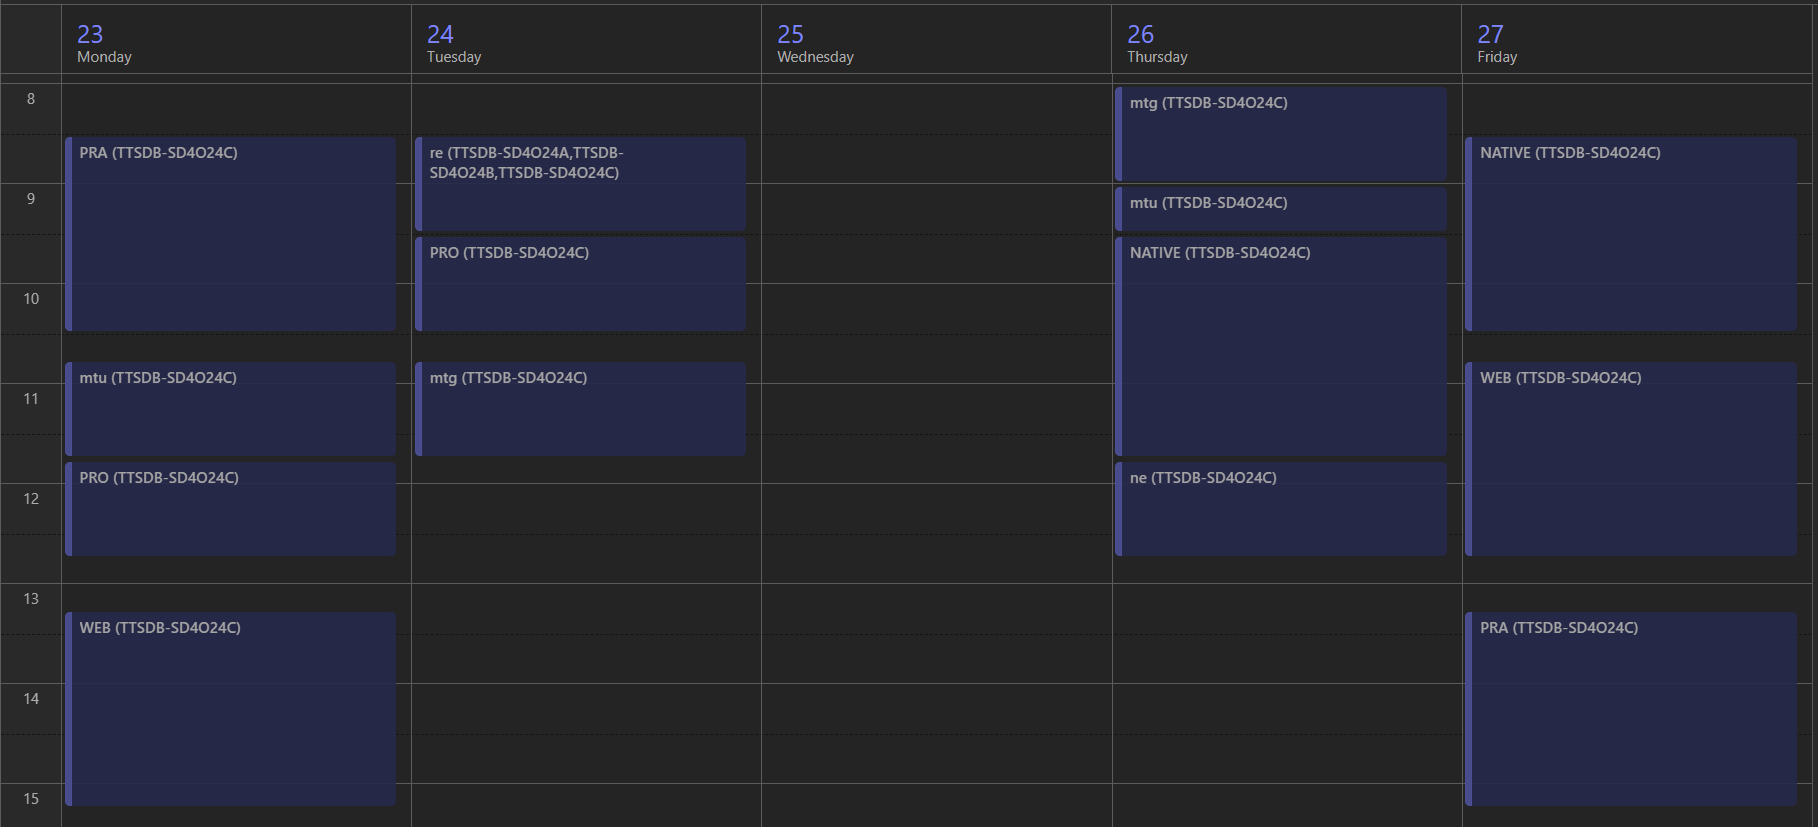 23
Monday
24
Tuesday
25
Wednesday
26
Thursday
27
Friday
8
9
10
11
12
13
14
15
PRA (TTSDB-SD4O24C)
mtu (TTSDB-SD4O24C)
PRO (TTSDB-SD4O24C)
WEB (TTSDB-SD4O24C)
re (TTSDB-SD4O24A,TTSDB-
SD4O24B,TTSDB-SD4O24C)
PRO (TTSDB-SD4O24C)
mtg (TTSDB-SD4O24C)
mtg (TTSDB-SD4O24C)
mtu (TTSDB-SD4O24C)
NATIVE (TTSDB-SD4O24C)
ne (TTSDB-SD4O24C)
NATIVE (TTSDB-SD4O24C)
WEB (TTSDB-SD4O24C)
PRA (TTSDB-SD4O24C)